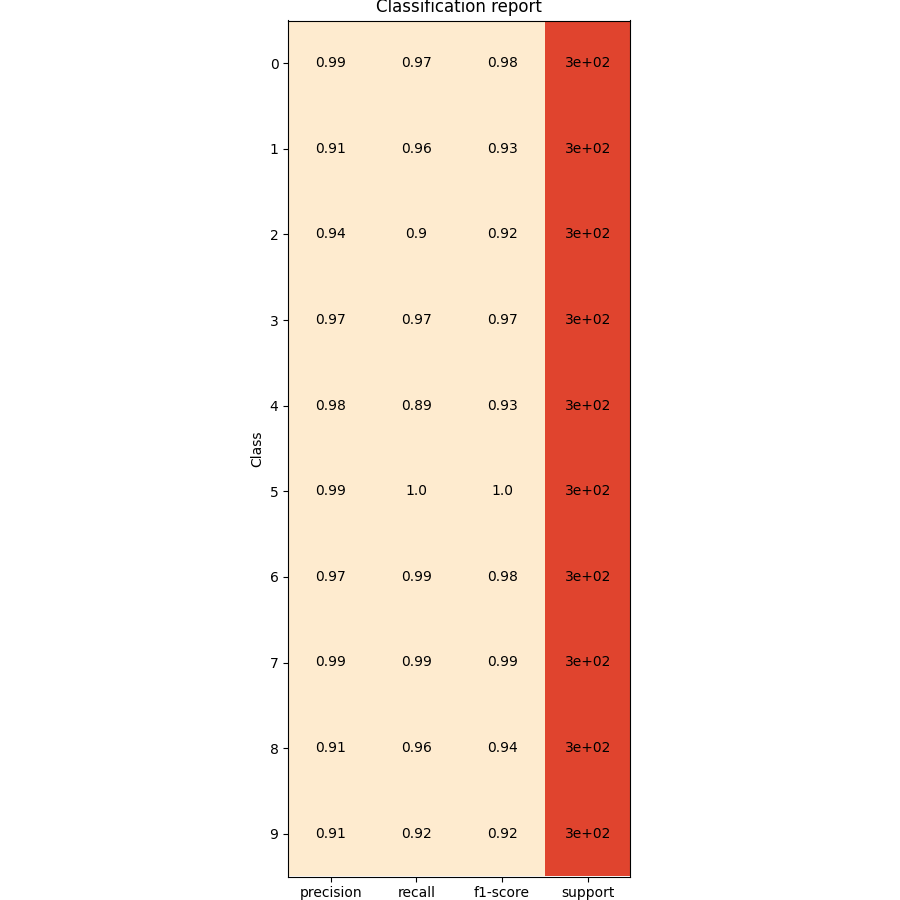 Classification report
0 0.99 0.97 0.98 3e+02
1 0.91 0.96 0.93 3e+02
2 0.94 0.9 0.92 3e+02
3 0.97 0.97 0.97 3e+02
4 0.98 0.89 0.93 3e+02
Class
5 0.99 1.0 1.0 3e+02
6 0.97 0.99 0.98 3e+02
7 0.99 0.99 0.99 3e+02
8 0.91 0.96 0.94 3e+02
9 0.91 0.92 0.92 3e+02
precision recall f1-score support